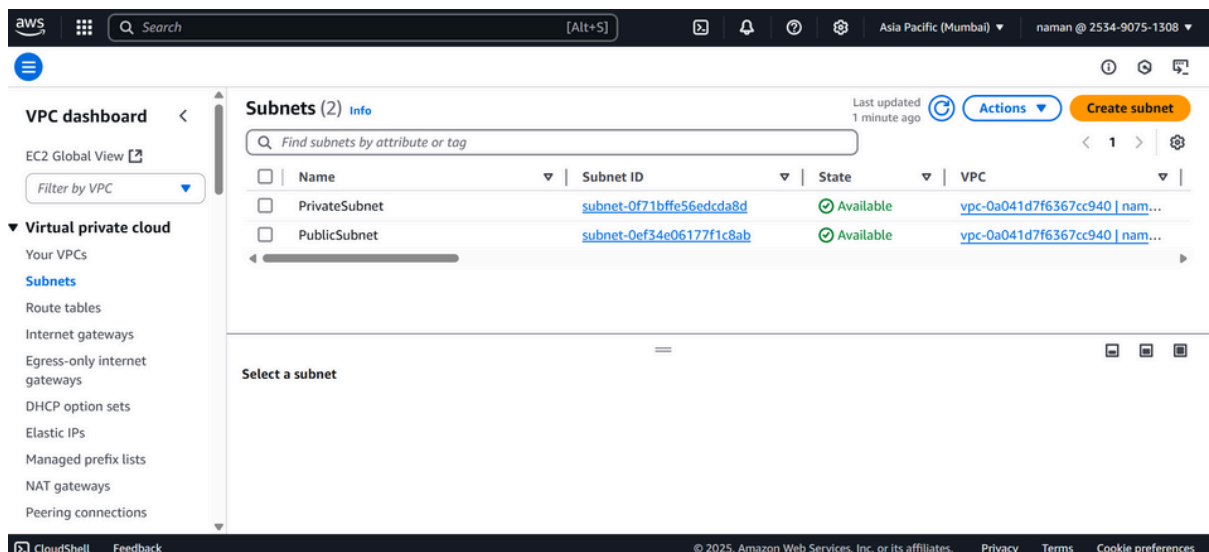 aws Search [Alt+S] Asia Pacific (Mumbai) ▼ naman @ 2534-9075-1308 ▼
VPC dashboard <
EC2 Global View
Filter by VPC ▼
▼ Virtual private cloud
Your VPCs
Subnets
Route tables
Internet gateways
Egress-only internet
gateways
DHCP option sets
Elastic IPs
Managed prefix lists
NAT gateways
Peering connections
Subnets (2) Info
Last updated
1 minute ago
Actions ▼ Create subnet
Find subnets by attribute or tag
< 1 >
Name Subnet ID State VPC
PrivateSubnet subnet-0f71bffe56edcda8d Available vpc-0a041d7f6367cc940 | nam...
PublicSubnet subnet-0ef34e06177f1c8ab Available vpc-0a041d7f6367cc940 | nam...
Select a subnet
CloudShell Feedback © 2025, Amazon Web Services, Inc. or its affiliates. Privacy Terms Cookie preferences